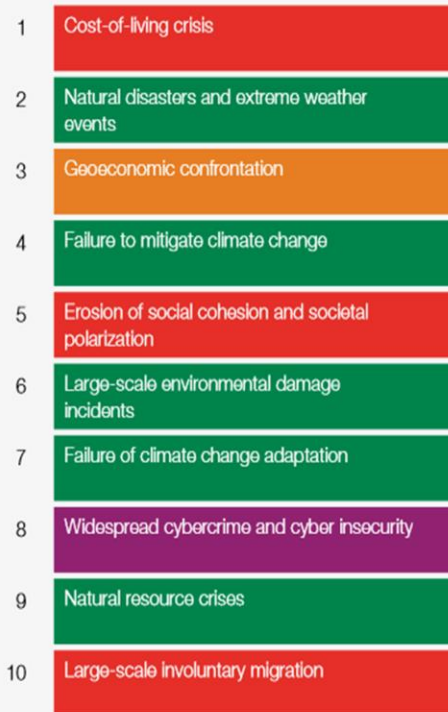 1 Cost-of-living crisis
2 Natural disasters and extreme weather
events
3 Geoeconomic confrontation
4 Failure to mitigate climate change
5 Erosion of social cohesion and societal
polarization
6 Large-scale environmental damage
incidents
7 Failure of climate change adaptation
8 Widespread cybercrime and cyber insecurity
9 Natural resource crises
10 Large-scale involuntary migration